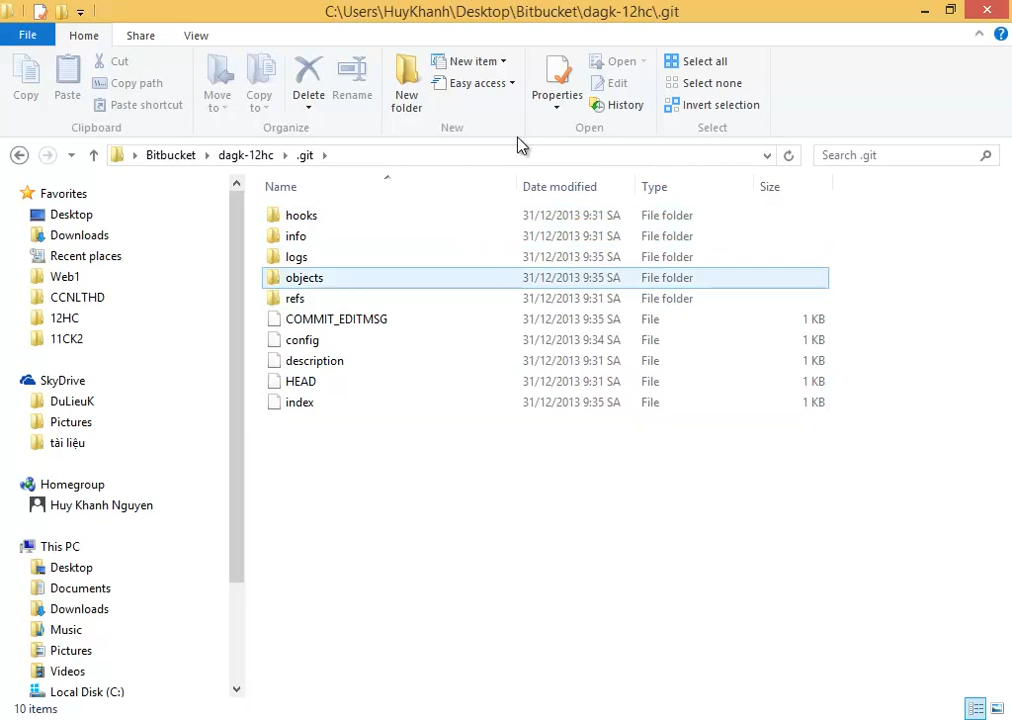 C:\Users\HuyKhanh\Desktop\Bitbucket\dagk-12hc\.git
File Home Share View
Copy Paste Cut Copy path Paste shortcut Move to Copy to Delete Rename New folder New item Easy access Properties Open Edit History Select all Select none Invert selection
Clipboard Organize New Open Select
Bitbucket dagk-12hc .git Search .git
Name Date modified Type Size
hooks 31/12/2013 9:31 SA File folder
info 31/12/2013 9:31 SA File folder
logs 31/12/2013 9:35 SA File folder
objects 31/12/2013 9:35 SA File folder
refs 31/12/2013 9:31 SA File folder
COMMIT_EDITMSG 31/12/2013 9:35 SA File 1 KB
config 31/12/2013 9:34 SA File 1 KB
description 31/12/2013 9:31 SA File 1 KB
HEAD 31/12/2013 9:31 SA File 1 KB
index 31/12/2013 9:35 SA File 1 KB
Favorites
Desktop
Downloads
Recent places
Web1
CCNLTHD
12HC
11CK2
SkyDrive
DuLieuK
Pictures
tài liệu
Homegroup
Huy Khanh Nguyen
This PC
Desktop
Documents
Downloads
Music
Pictures
Videos
Local Disk (C:)
10 items